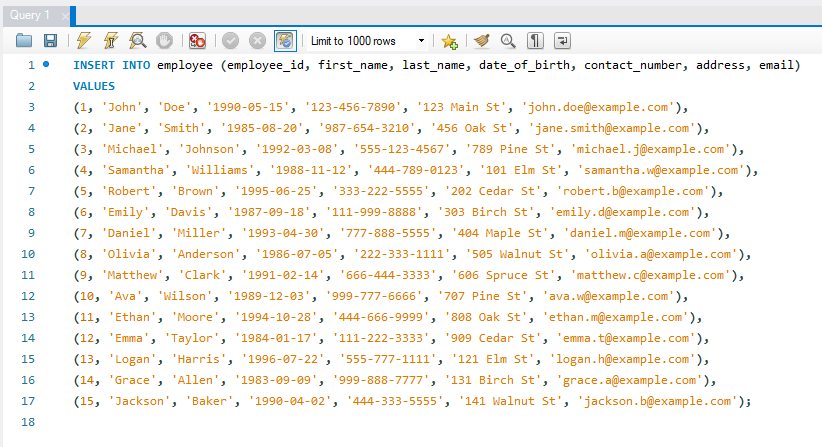 Query 1
Limit to 1000 rows
1 INSERT INTO employee (employee_id, first_name, last_name, date_of_birth, contact_number, address, email)
2 VALUES
3 (1, 'John', 'Doe', '1990-05-15', '123-456-7890', '123 Main St', 'john.doe@example.com'),
4 (2, 'Jane', 'Smith', '1985-08-20', '987-654-3210', '456 Oak St', 'jane.smith@example.com'),
5 (3, 'Michael', 'Johnson', '1992-03-08', '555-123-4567', '789 Pine St', 'michael.j@example.com'),
6 (4, 'Samantha', 'Williams', '1988-11-12', '444-789-0123', '101 Elm St', 'samantha.w@example.com'),
7 (5, 'Robert', 'Brown', '1995-06-25', '333-222-5555', '202 Cedar St', 'robert.b@example.com'),
8 (6, 'Emily', 'Davis', '1987-09-18', '111-999-8888', '303 Birch St', 'emily.d@example.com'),
9 (7, 'Daniel', 'Miller', '1993-04-30', '777-888-5555', '404 Maple St', 'daniel.m@example.com'),
10 (8, 'Olivia', 'Anderson', '1986-07-05', '222-333-1111', '505 Walnut St', 'olivia.a@example.com'),
11 (9, 'Matthew', 'Clark', '1991-02-14', '666-444-3333', '606 Spruce St', 'matthew.c@example.com'),
12 (10, 'Ava', 'Wilson', '1989-12-03', '999-777-6666', '707 Pine St', 'ava.w@example.com'),
13 (11, 'Ethan', 'Moore', '1994-10-28', '444-666-9999', '808 Oak St', 'ethan.m@example.com'),
14 (12, 'Emma', 'Taylor', '1984-01-17', '111-222-3333', '909 Cedar St', 'emma.t@example.com'),
15 (13, 'Logan', 'Harris', '1996-07-22', '555-777-1111', '121 Elm St', 'logan.h@example.com'),
16 (14, 'Grace', 'Allen', '1983-09-09', '999-888-7777', '131 Birch St', 'grace.a@example.com'),
17 (15, 'Jackson', 'Baker', '1990-04-02', '444-333-5555', '141 Walnut St', 'jackson.b@example.com');
18